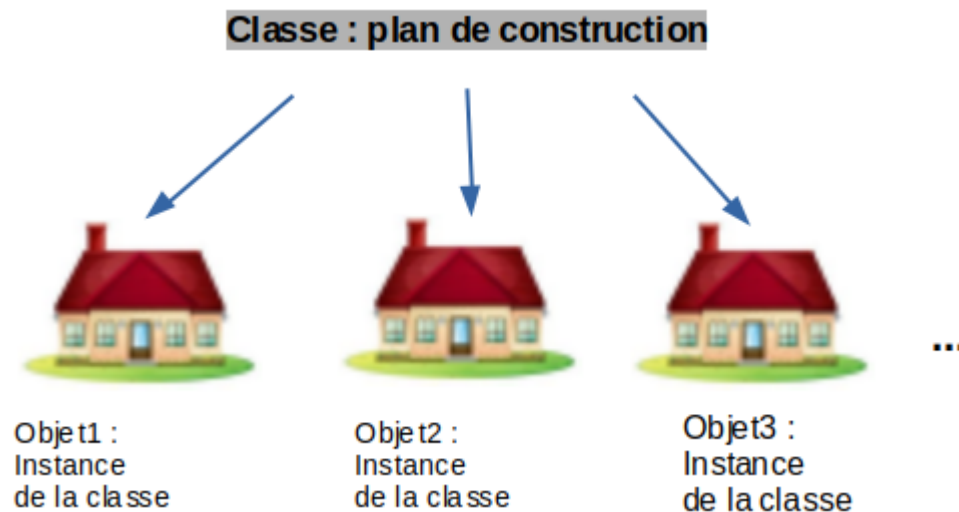 Classe : plan de construction
...
Objet1 :
Instance
de la classe
Objet2 :
Instance
de la classe
Objet3 :
Instance
de la classe